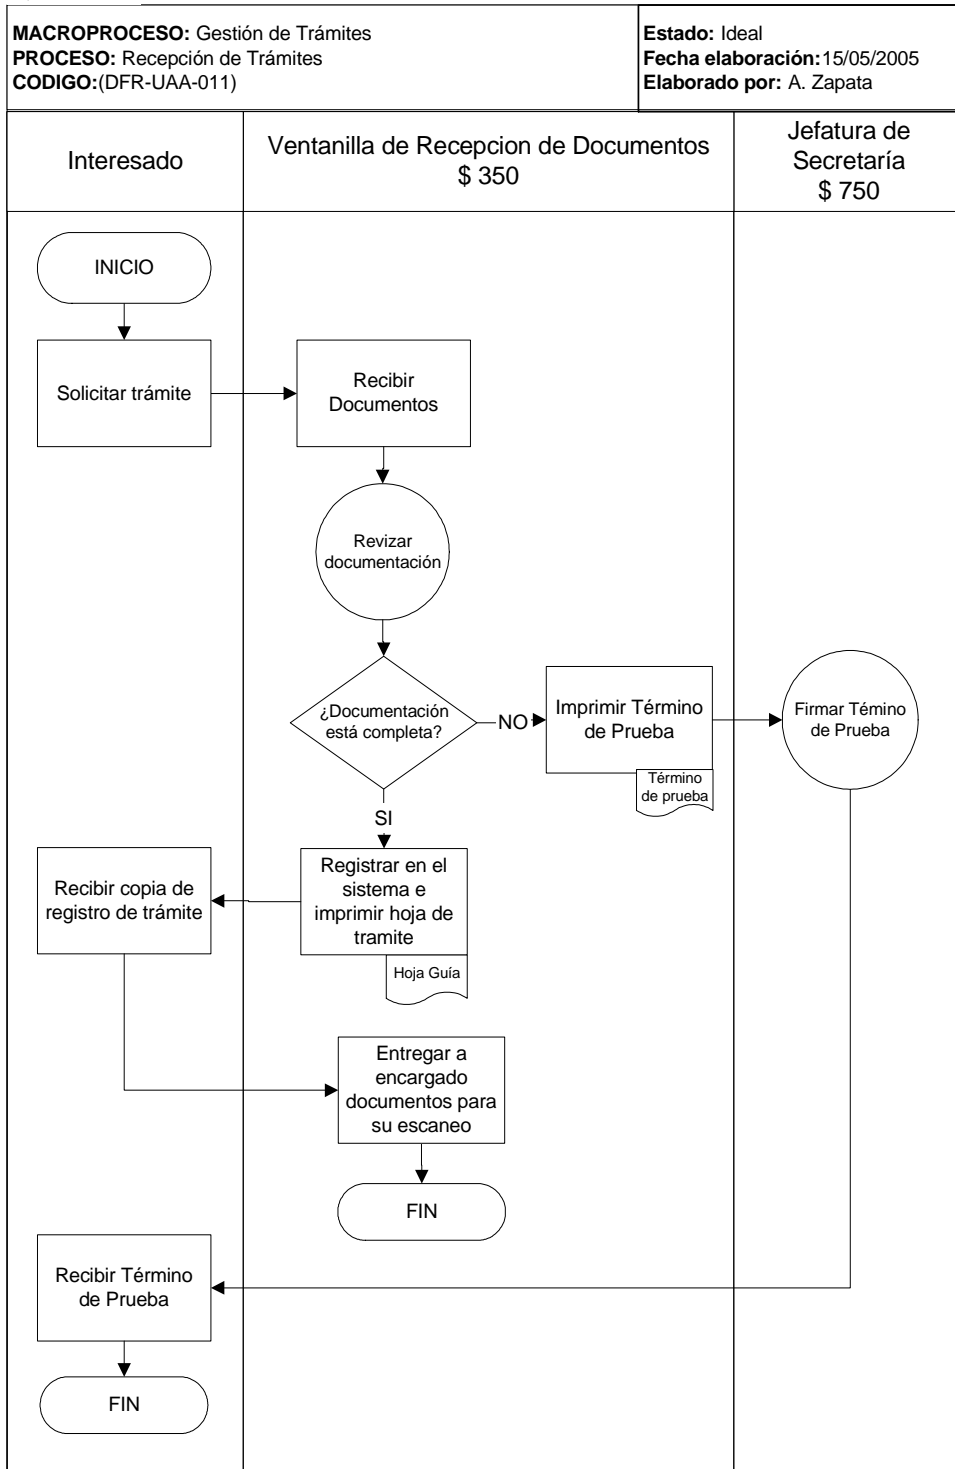 MACROPROCESO: Gestión de Trámites
PROCESO: Recepción de Trámites
CODIGO:(DFR-UAA-011)
Estado: Ideal
Fecha elaboración:15/05/2005
Elaborado por: A. Zapata
Interesado
Ventanilla de Recepcion de Documentos
$ 350
Jefatura de
Secretaría
$ 750
INICIO
Solicitar trámite
Recibir
Documentos
Revizar
documentación
¿Documentación
está completa?
NO
Imprimir Término
de Prueba
Término
de prueba
Firmar Témino
de Prueba
SI
Registrar en el
sistema e
imprimir hoja de
tramite
Hoja Guía
Recibir copia de
registro de trámite
Entregar a
encargado
documentos para
su escaneo
FIN
Recibir Término
de Prueba
FIN